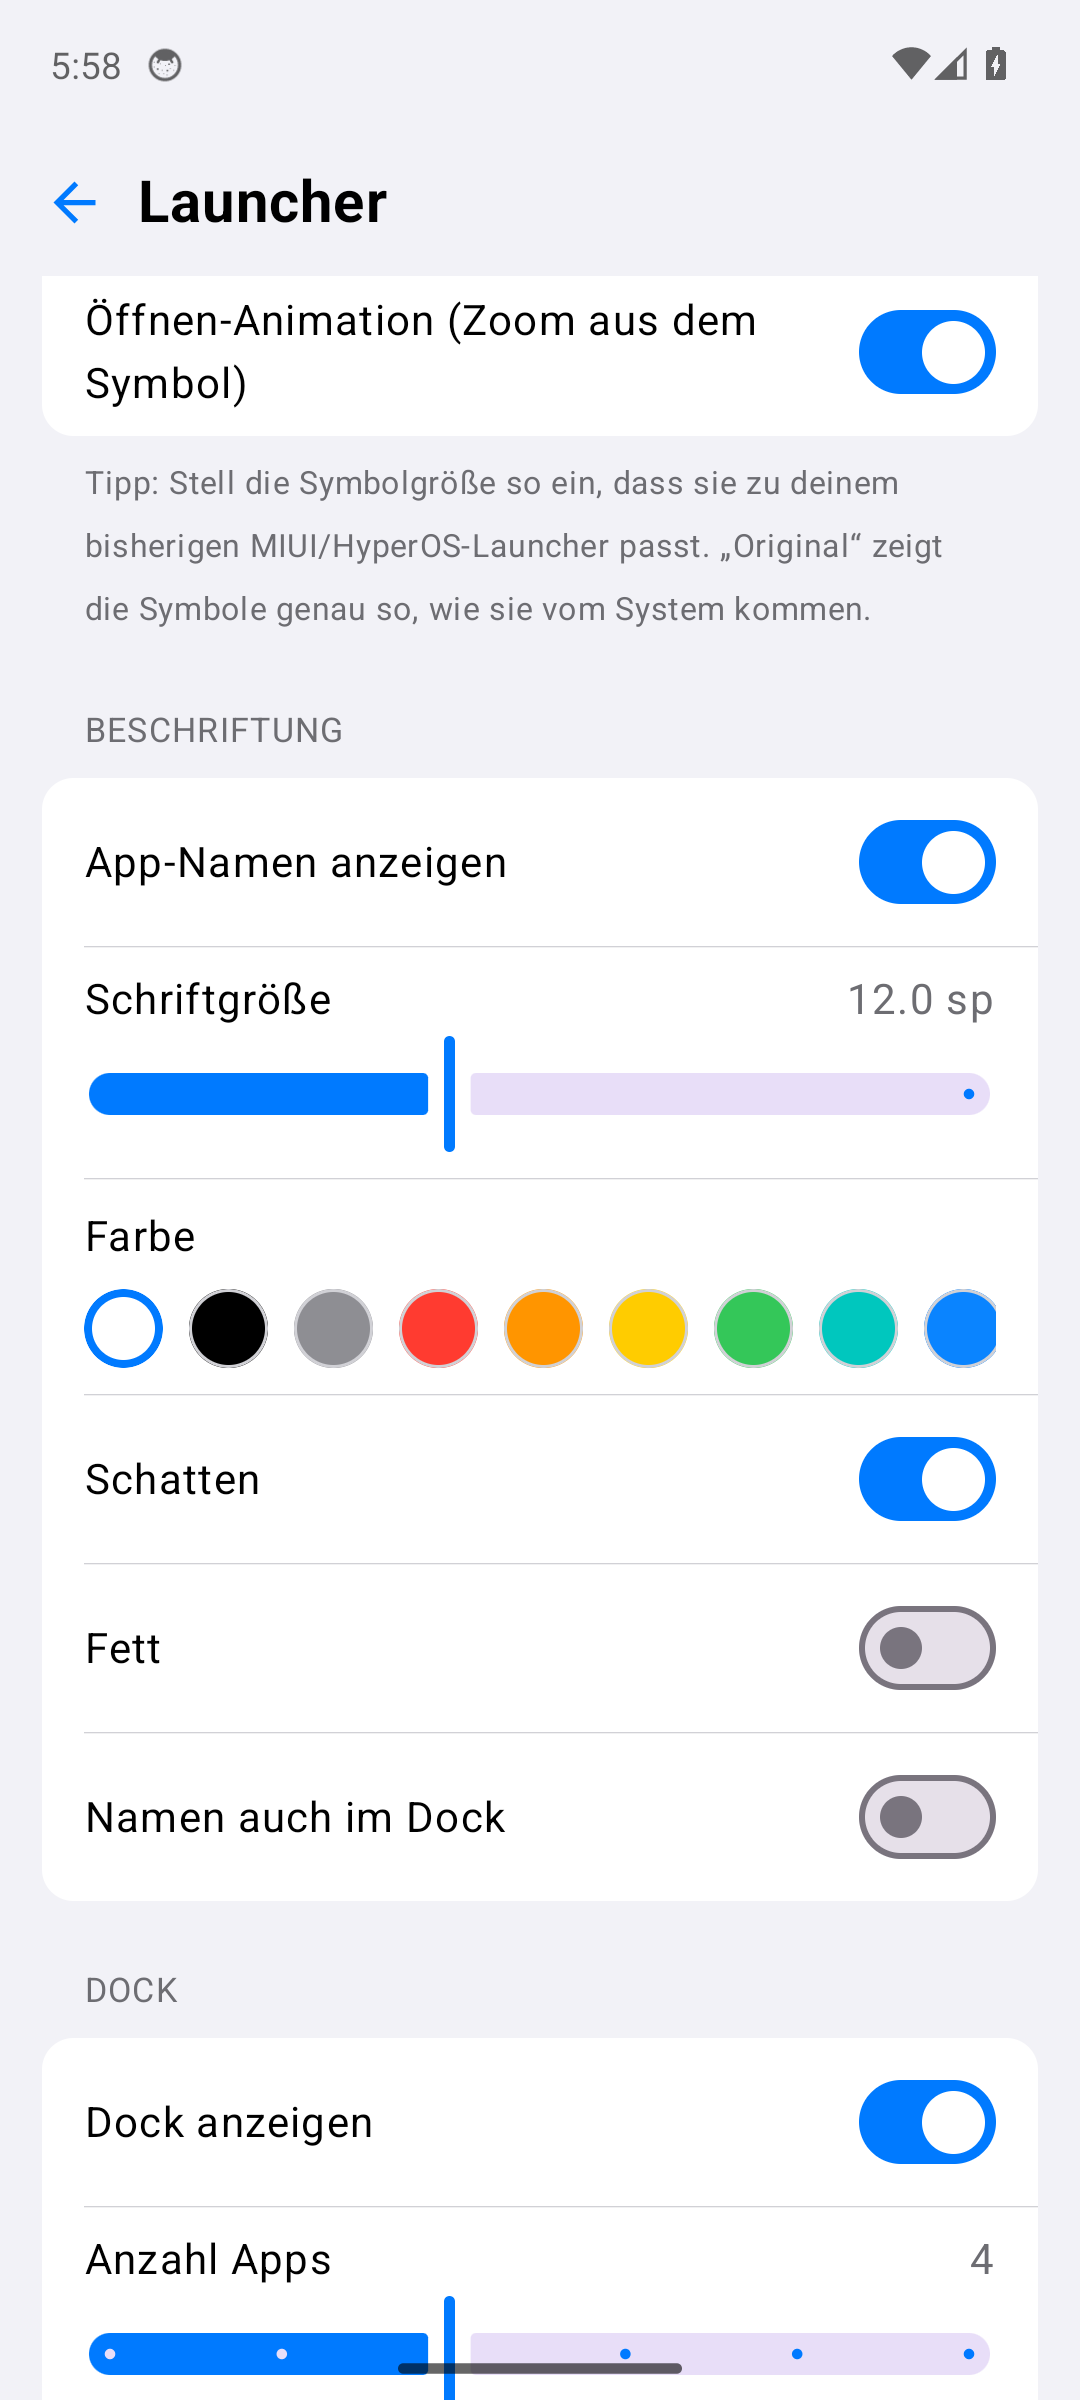 5:58
Launcher
Öffnen-Animation (Zoom aus dem
Symbol)
Tipp: Stell die Symbolgröße so ein, dass sie zu deinem
bisherigen MIUI/HyperOS-Launcher passt. „Original“ zeigt
die Symbole genau so, wie sie vom System kommen.
BESCHRIFTUNG
App-Namen anzeigen
Schriftgröße 12.0 sp
Farbe
Schatten
Fett
Namen auch im Dock
DOCK
Dock anzeigen
Anzahl Apps 4